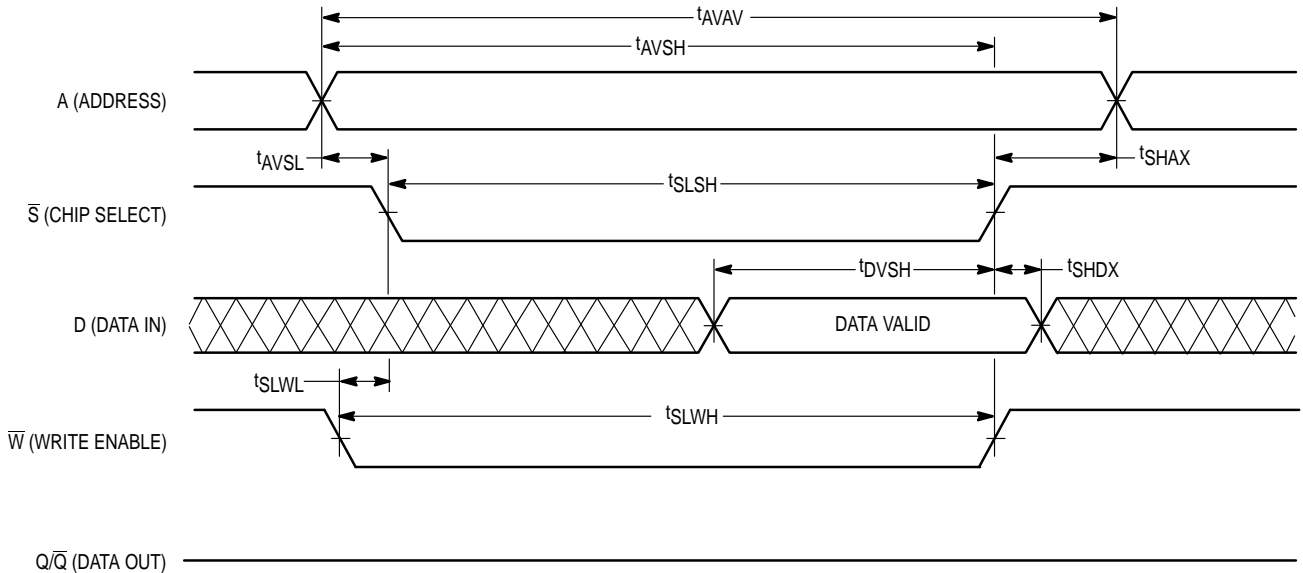 tAVAV
tAVSH
A (ADDRESS)
tAVSL
tSHAX
tSLSH
S̅ (CHIP SELECT)
tDVSH
tSHDX
D (DATA IN)
DATA VALID
tSLWL
tSLWH
W̅ (WRITE ENABLE)
Q/Q̅ (DATA OUT)